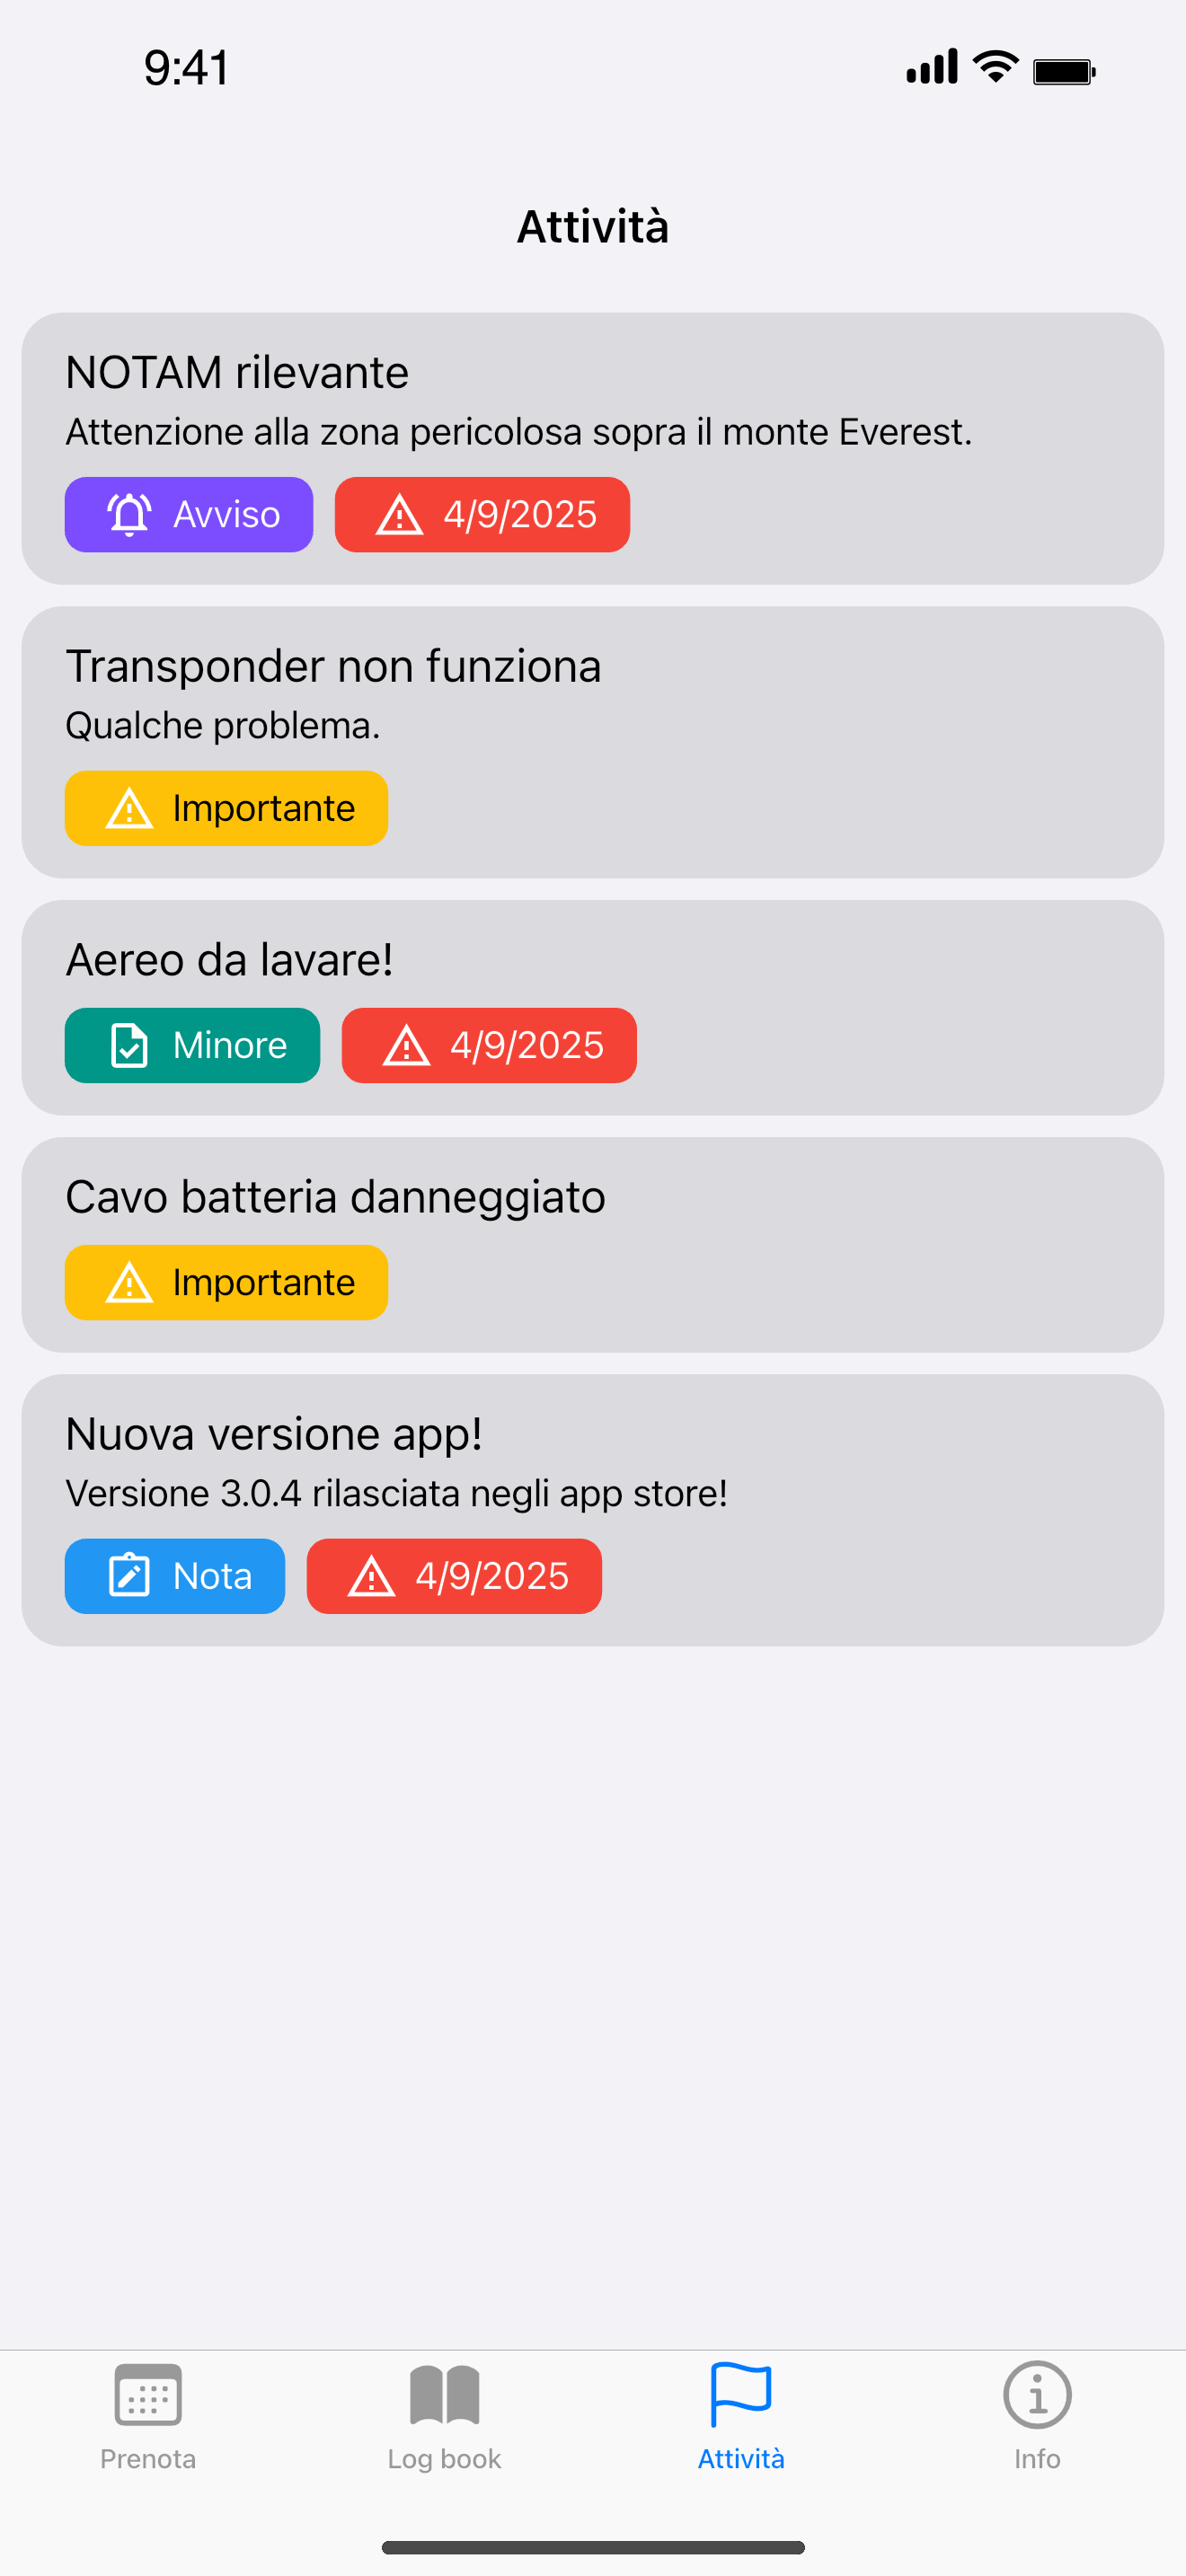 9:41
Attività
NOTAM rilevante
Attenzione alla zona pericolosa sopra il monte Everest.
Avviso 4/9/2025
Transponder non funziona
Qualche problema.
Importante
Aereo da lavare!
Minore 4/9/2025
Cavo batteria danneggiato
Importante
Nuova versione app!
Versione 3.0.4 rilasciata negli app store!
Nota 4/9/2025
Prenota Log book Attività Info